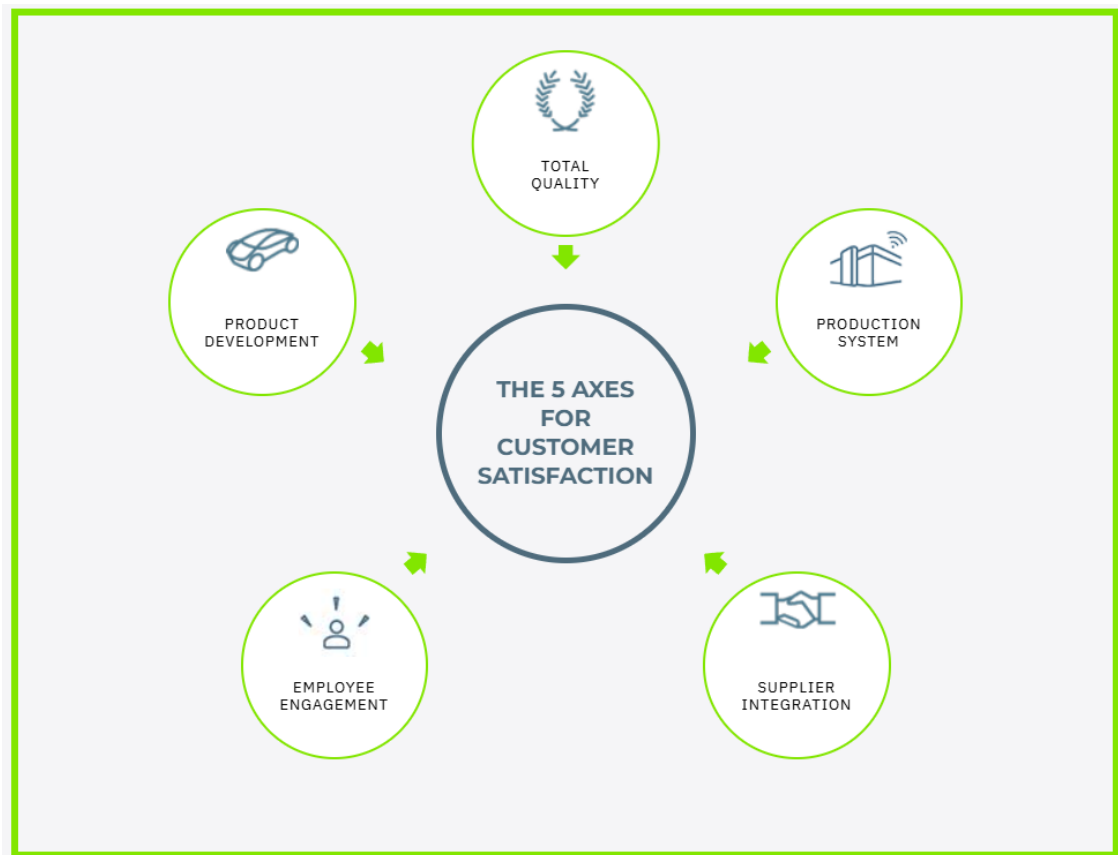 TOTAL
QUALITY
PRODUCT
DEVELOPMENT
PRODUCTION
SYSTEM
THE 5 AXES
FOR
CUSTOMER
SATISFACTION
EMPLOYEE
ENGAGEMENT
SUPPLIER
INTEGRATION